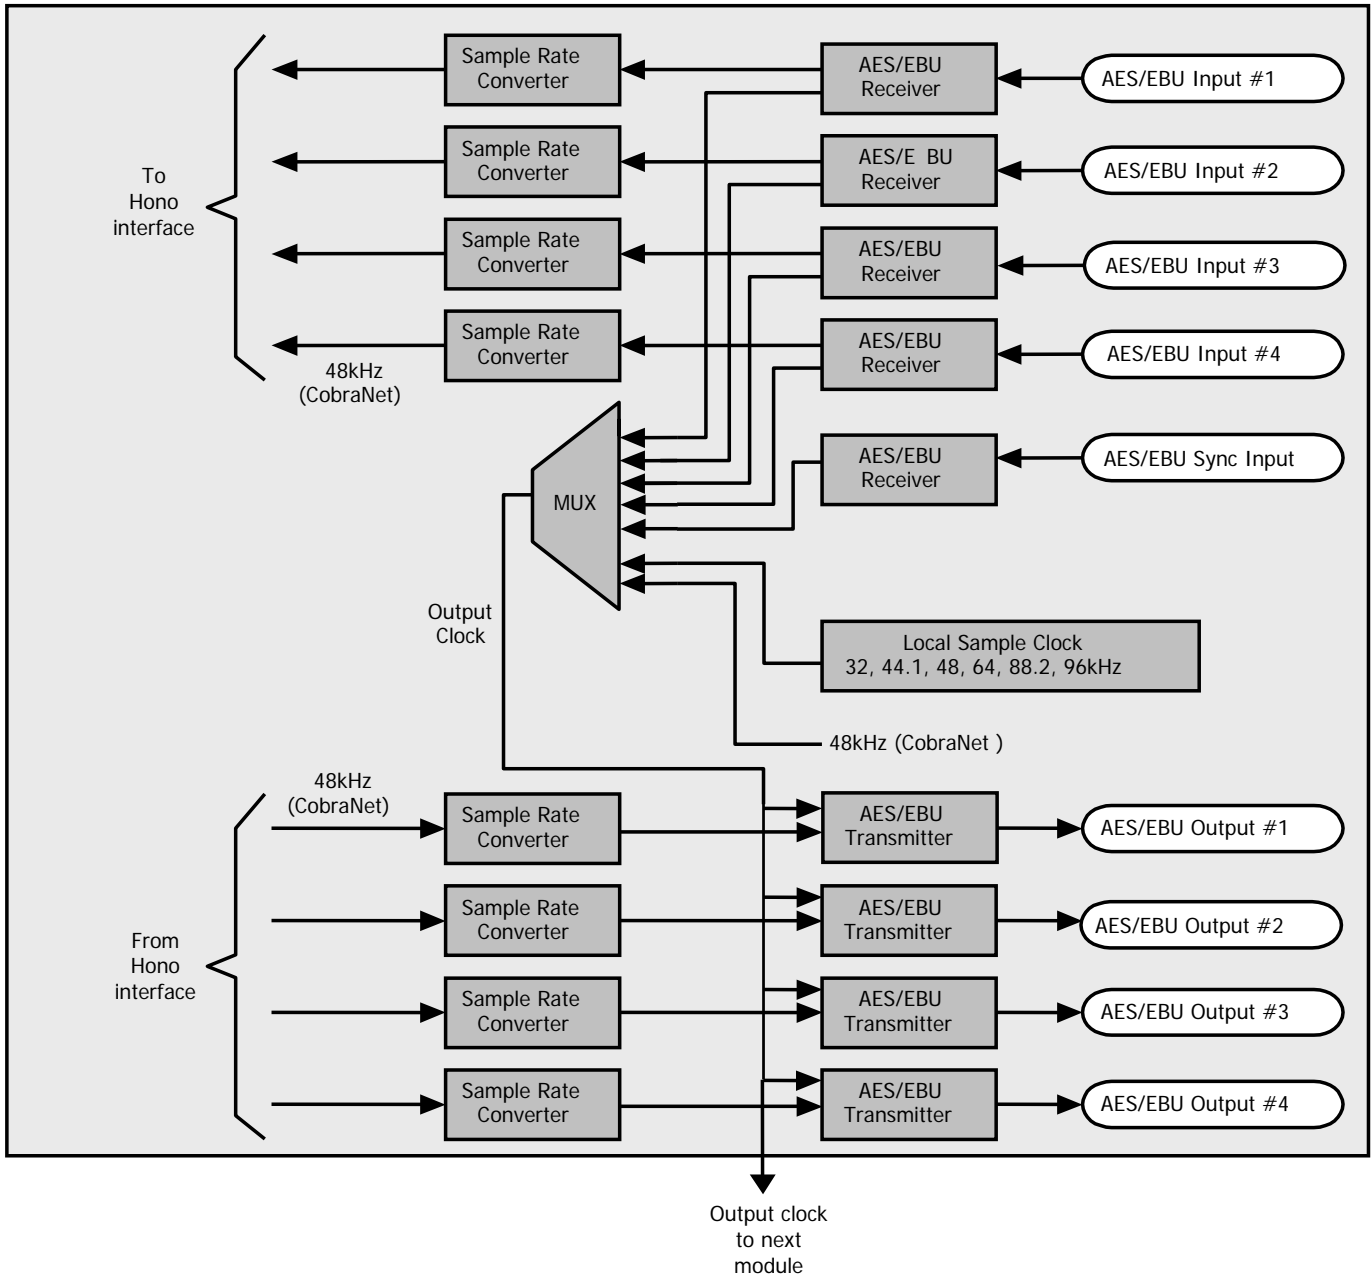 Sample Rate
Converter
AES/EBU
Receiver
AES/EBU Input #1
Sample Rate
Converter
AES/E BU
Receiver
AES/EBU Input #2
To
Hono
interface
Sample Rate
Converter
AES/EBU
Receiver
AES/EBU Input #3
Sample Rate
Converter
AES/EBU
Receiver
AES/EBU Input #4
48kHz
(CobraNet)
AES/EBU
Receiver
AES/EBU Sync Input
MUX
Output
Clock
Local Sample Clock
32, 44.1, 48, 64, 88.2, 96kHz
48kHz (CobraNet )
48kHz
(CobraNet)
Sample Rate
Converter
AES/EBU
Transmitter
AES/EBU Output #1
Sample Rate
Converter
AES/EBU
Transmitter
AES/EBU Output #2
From
Hono
interface
Sample Rate
Converter
AES/EBU
Transmitter
AES/EBU Output #3
Sample Rate
Converter
AES/EBU
Transmitter
AES/EBU Output #4
Output clock
to next
module